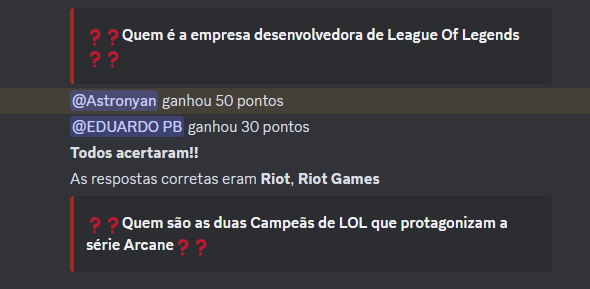 ❓❓Quem é a empresa desenvolvedora de League Of Legends
❓❓
@Astronyan ganhou 50 pontos
@EDUARDO PB ganhou 30 pontos
Todos acertaram!!
As respostas corretas eram Riot, Riot Games
❓❓Quem são as duas Campeãs de LOL que protagonizam a
série Arcane❓❓